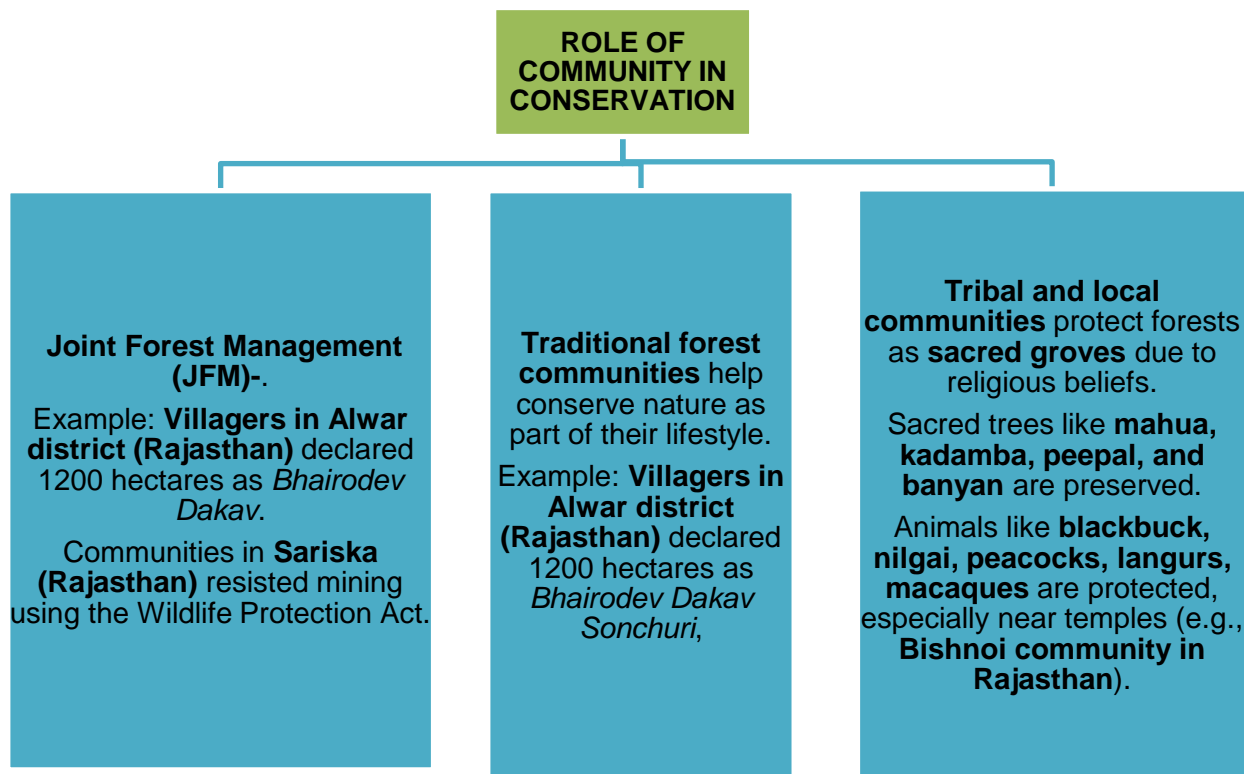 ROLE OF
COMMUNITY IN
CONSERVATION
Joint Forest Management
(JFM)-.
Example: Villagers in Alwar
district (Rajasthan) declared
1200 hectares as Bhairodev
Dakav.
Communities in Sariska
(Rajasthan) resisted mining
using the Wildlife Protection Act.
Traditional forest
communities help
conserve nature as
part of their lifestyle.
Example: Villagers in
Alwar district
(Rajasthan) declared
1200 hectares as
Bhairodev Dakav
Sonchuri,
Tribal and local
communities protect forests
as sacred groves due to
religious beliefs.
Sacred trees like mahua,
kadamba, peepal, and
banyan are preserved.
Animals like blackbuck,
nilgai, peacocks, langurs,
macaques are protected,
especially near temples (e.g.,
Bishnoi community in
Rajasthan).